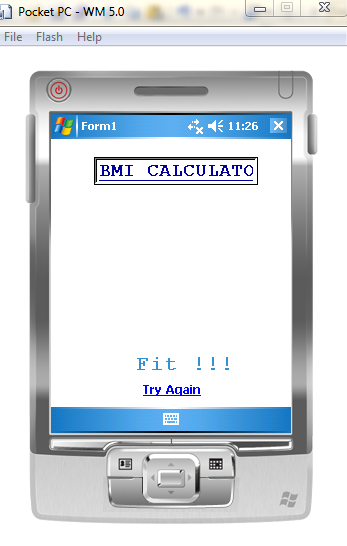 Pocket PC - WM 5.0
File Flash Help
Form1 11:26
BMI CALCULATO
Fit !!!
Try Again